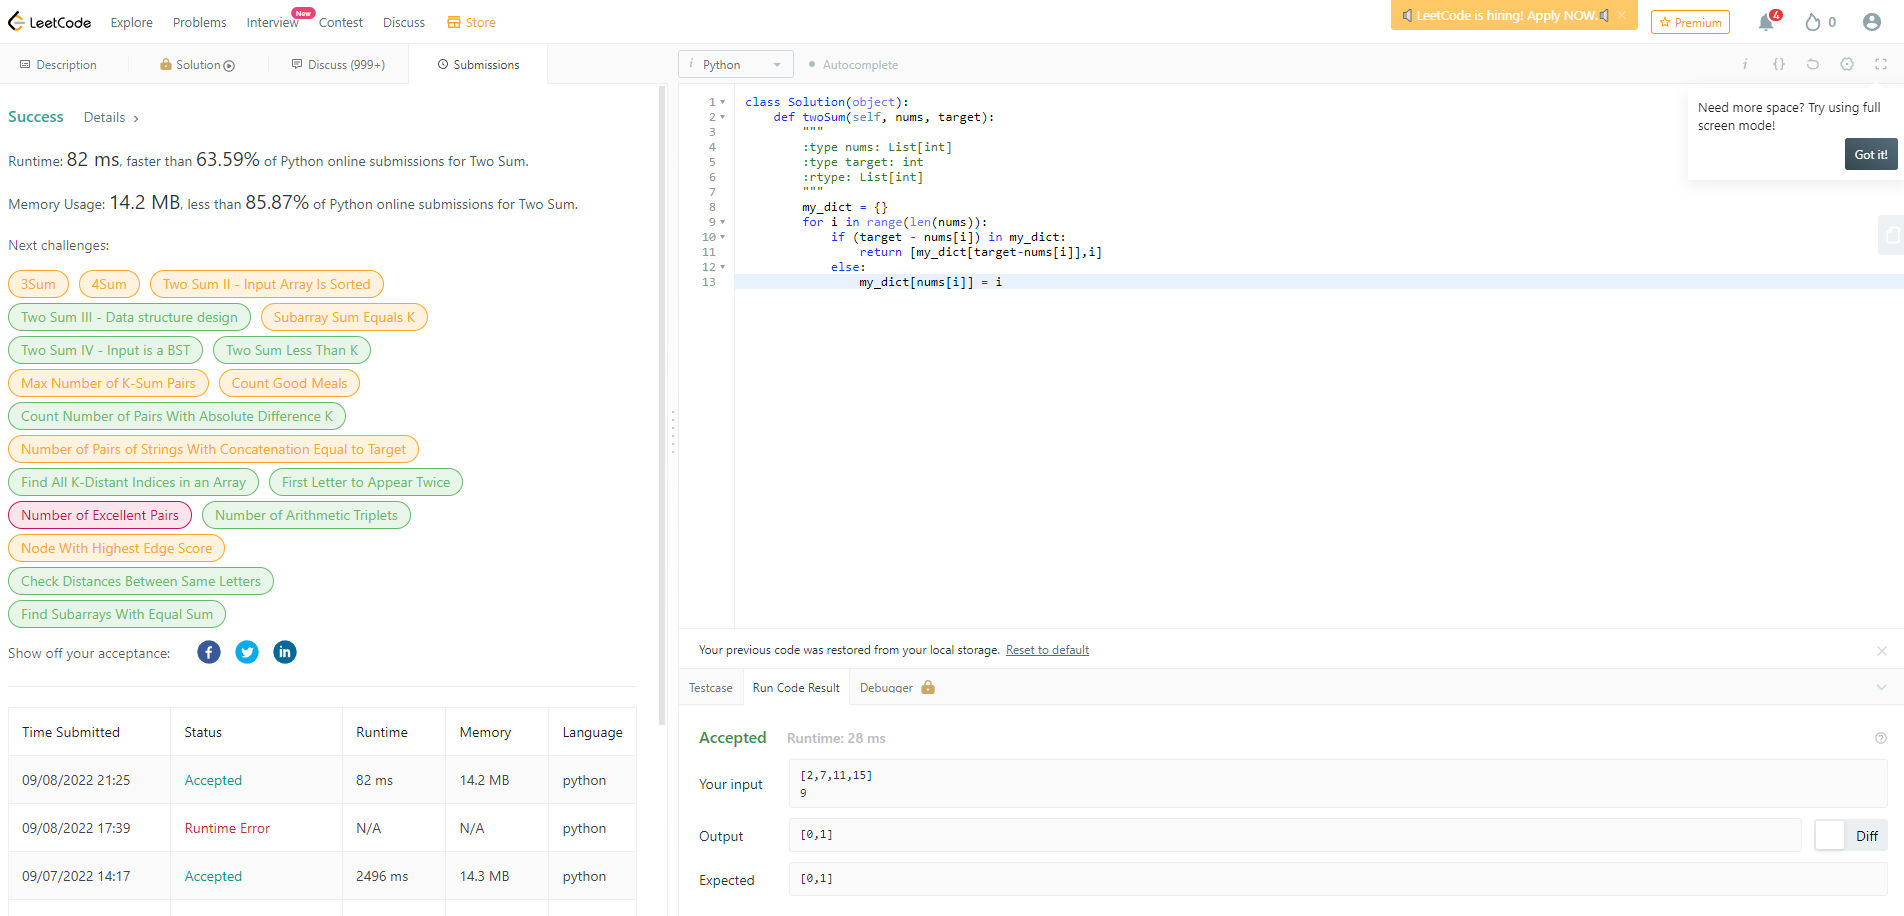 LeetCode
Explore
Problems
Interview
New
Contest
Discuss
Store
LeetCode is hiring! Apply NOW.
×
Premium
4
0
Description
Solution
Discuss (999+)
Submissions
i
Python
Autocomplete
i
{}
Success
Details ›
Runtime: 82 ms, faster than 63.59% of Python online submissions for Two Sum.
Memory Usage: 14.2 MB, less than 85.87% of Python online submissions for Two Sum.
Next challenges:
3Sum
4Sum
Two Sum II - Input Array Is Sorted
Two Sum III - Data structure design
Subarray Sum Equals K
Two Sum IV - Input is a BST
Two Sum Less Than K
Max Number of K-Sum Pairs
Count Good Meals
Count Number of Pairs With Absolute Difference K
Number of Pairs of Strings With Concatenation Equal to Target
Find All K-Distant Indices in an Array
First Letter to Appear Twice
Number of Excellent Pairs
Number of Arithmetic Triplets
Node With Highest Edge Score
Check Distances Between Same Letters
Find Subarrays With Equal Sum
Show off your acceptance:
Time Submitted
Status
Runtime
Memory
Language
09/08/2022 21:25
Accepted
82 ms
14.2 MB
python
09/08/2022 17:39
Runtime Error
N/A
N/A
python
09/07/2022 14:17
Accepted
2496 ms
14.3 MB
python
1 class Solution(object):
2     def twoSum(self, nums, target):
3         """
4         :type nums: List[int]
5         :type target: int
6         :rtype: List[int]
7         """
8         my_dict = {}
9         for i in range(len(nums)):
10             if (target - nums[i]) in my_dict:
11                 return [my_dict[target-nums[i]],i]
12             else:
13                 my_dict[nums[i]] = i
Need more space? Try using full
screen mode!
Got it!
Your previous code was restored from your local storage. Reset to default
Testcase
Run Code Result
Debugger
Accepted
Runtime: 28 ms
Your input
[2,7,11,15]
9
Output
[0,1]
Diff
Expected
[0,1]